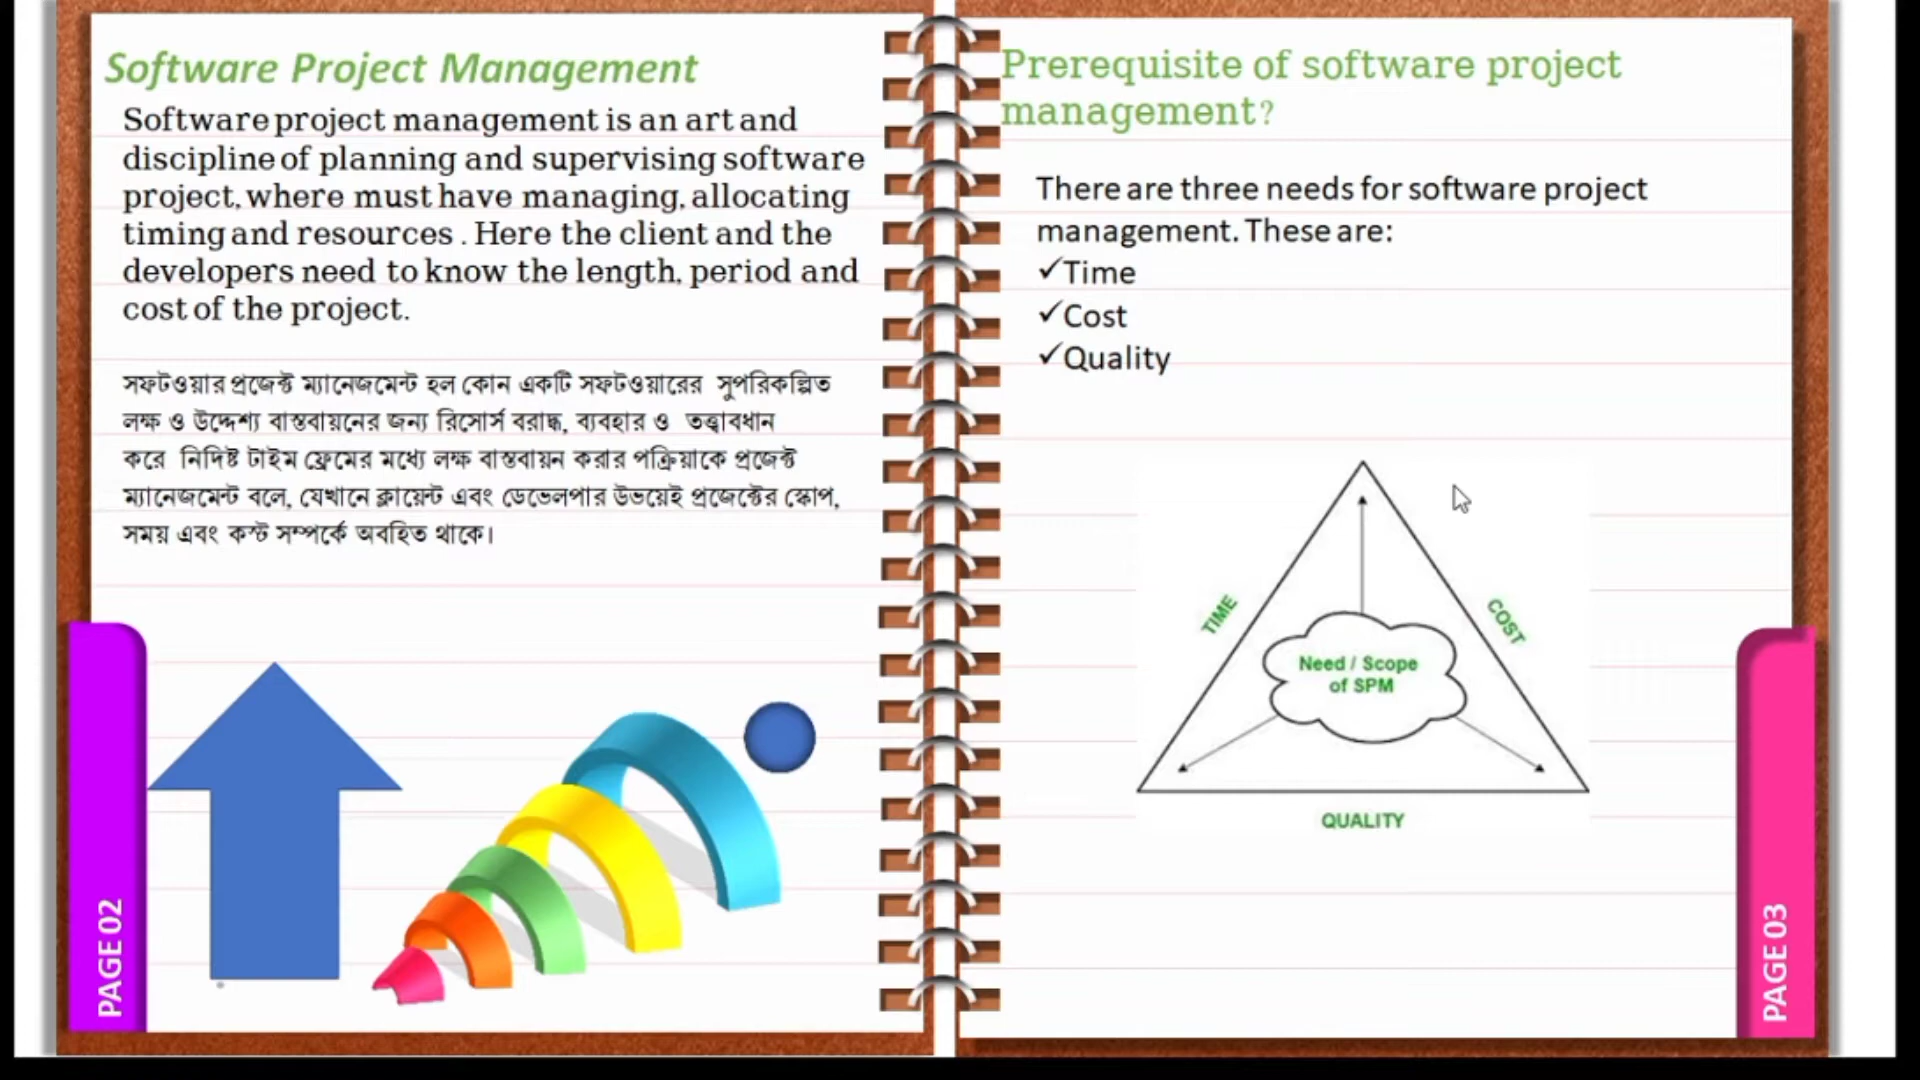 Software Project Management
Software project management is an art and
discipline of planning and supervising software
project, where must have managing, allocating
timing and resources . Here the client and the
developers need to know the length, period and
cost of the project.
সফটওয়ার প্রজেক্ট ম্যানেজমেন্ট হল কোন একটি সফটওয়ারের সুপরিকল্পিত
লক্ষ ও উদ্দেশ্য বাস্তবায়নের জন্য রিসোর্স বরাদ্ধ, ব্যবহার ও তত্ত্বাবধান
করে নিদিষ্ট টাইম ফ্রেমের মধ্যে লক্ষ বাস্তবায়ন করার পক্রিয়াকে প্রজেক্ট
ম্যানেজমেন্ট বলে, যেখানে ক্লায়েন্ট এবং ডেভেলপার উভয়েই প্রজেক্টের স্কোপ,
সময় এবং কস্ট সম্পর্কে অবহিত থাকে।
PAGE 02
Prerequisite of software project
management?
There are three needs for software project
management. These are:
✓Time
✓Cost
✓Quality
TIME
COST
Need / Scope
of SPM
QUALITY
PAGE 03